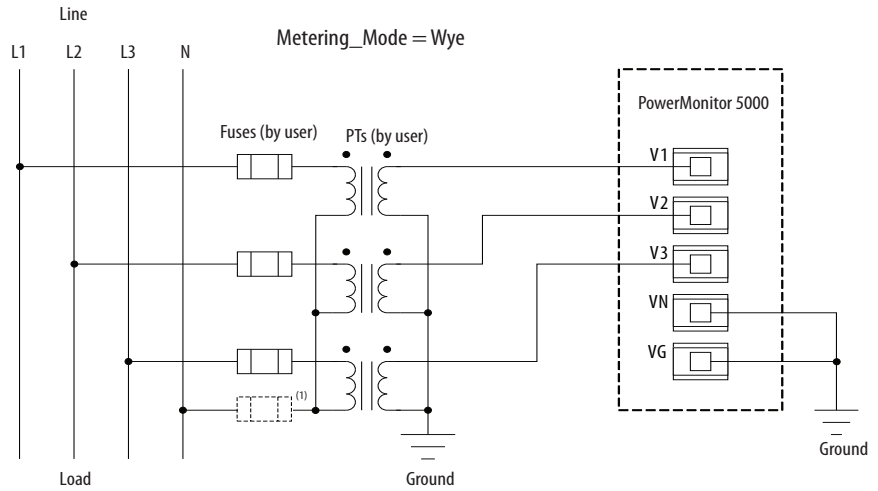 Line
Metering_Mode = Wye
L1 L2 L3 N
PowerMonitor 5000
Fuses (by user)
PTs (by user)
V1
V2
V3
VN
VG
(1)
Ground
Load
Ground